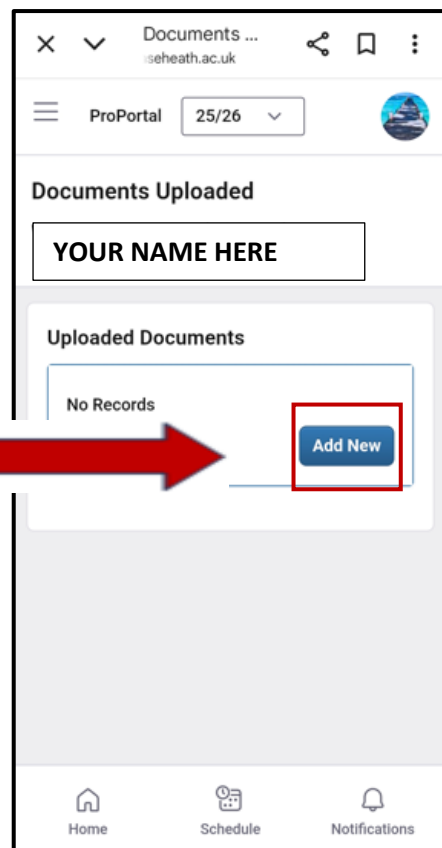 Documents ...
seheath.ac.uk
ProPortal 25/26
Documents Uploaded
YOUR NAME HERE
Uploaded Documents
No Records
Add New
Home Schedule Notifications